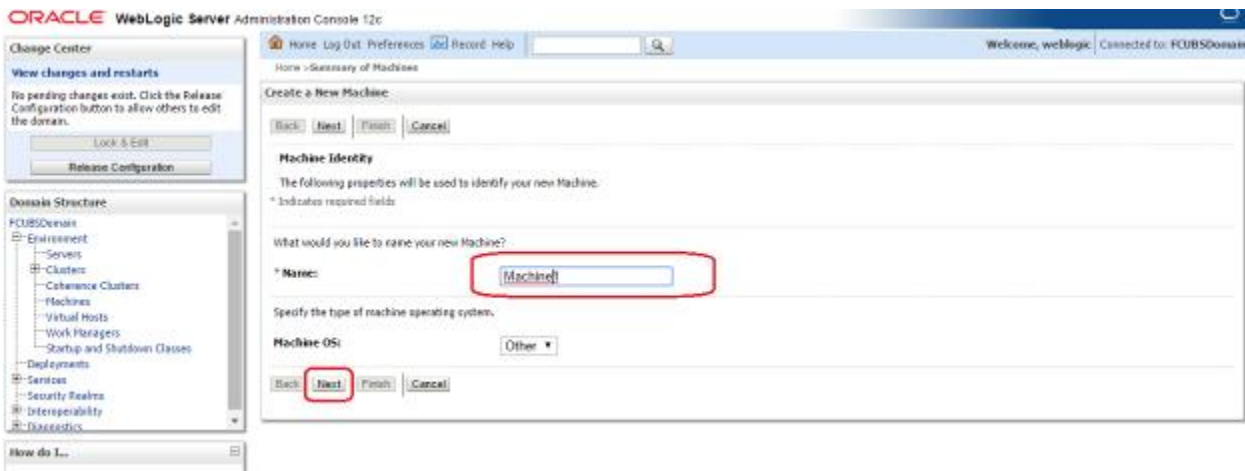 ORACLE WebLogic Server Administration Console 12c
Change Center
View changes and restarts
No pending changes exist. Click the Release
Configuration button to allow others to edit
the domain.
Lock & Edit
Release Configuration
Domain Structure
FCUBSDomain
Environment
Servers
Clusters
Coherence Clusters
Machines
Virtual Hosts
Work Managers
Startup and Shutdown Classes
Deployments
Services
Security Realms
Interoperability
Diagnostics
How do I...
Home Log Out Preferences Record Help
Welcome, weblogic Connected to: FCUBSDomain
Home >Summary of Machines
Create a New Machine
Back Next Finish Cancel
Machine Identity
The following properties will be used to identify your new Machine.
* Indicates required fields
What would you like to name your new Machine?
* Name: Machine1
Specify the type of machine operating system.
Machine OS: Other
Back Next Finish Cancel